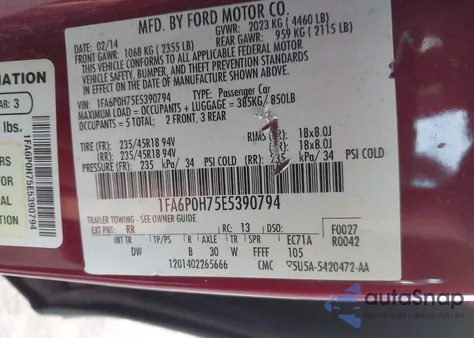 MFD. BY FORD MOTOR CO.
02/14
GVWR: 2023 KG ( 4460 LB)
FRONT GAWR: 1068 KG ( 2355 LB)
REAR GAWR: 959 KG ( 2115 LB)
THIS VEHICLE CONFORMS TO ALL APPLICABLE FEDERAL MOTOR
VEHICLE SAFETY, BUMPER, AND THEFT PREVENTION STANDARDS IN
EFFECT ON THE DATE OF MANUFACTURE SHOWN ABOVE.
VIN: 1FA6P0H75E5390794
TYPE: Passenger Car
MAXIMUM LOAD = OCCUPANTS + LUGGAGE = 385KG/ 850LB
OCCUPANTS = 5 TOTAL: 2 FRONT, 3 REAR
TIRE (FR): 235/45R18 94V RIMS 18x8.0J
235/45R18 94V 18x8.0J
PRESSURE (FR): 235 kPa/ 34 PSI COLD 235 kPa/ 34 PSI COLD
1FA6P0H75E5390794
TRAILER TOWING - SEE OWNER GUIDE
EXT PNT: RR RC: 13 DSO: F0027
R0042
INT TR TP/PS R AXLE TR SPR EC71A
DW B 30 W FFFF 105
1201402265666 CMC ▽5U5A-5420472-AA
MATION
AR: 3
lbs.
1FA6P0H75E5390794
autoSnap